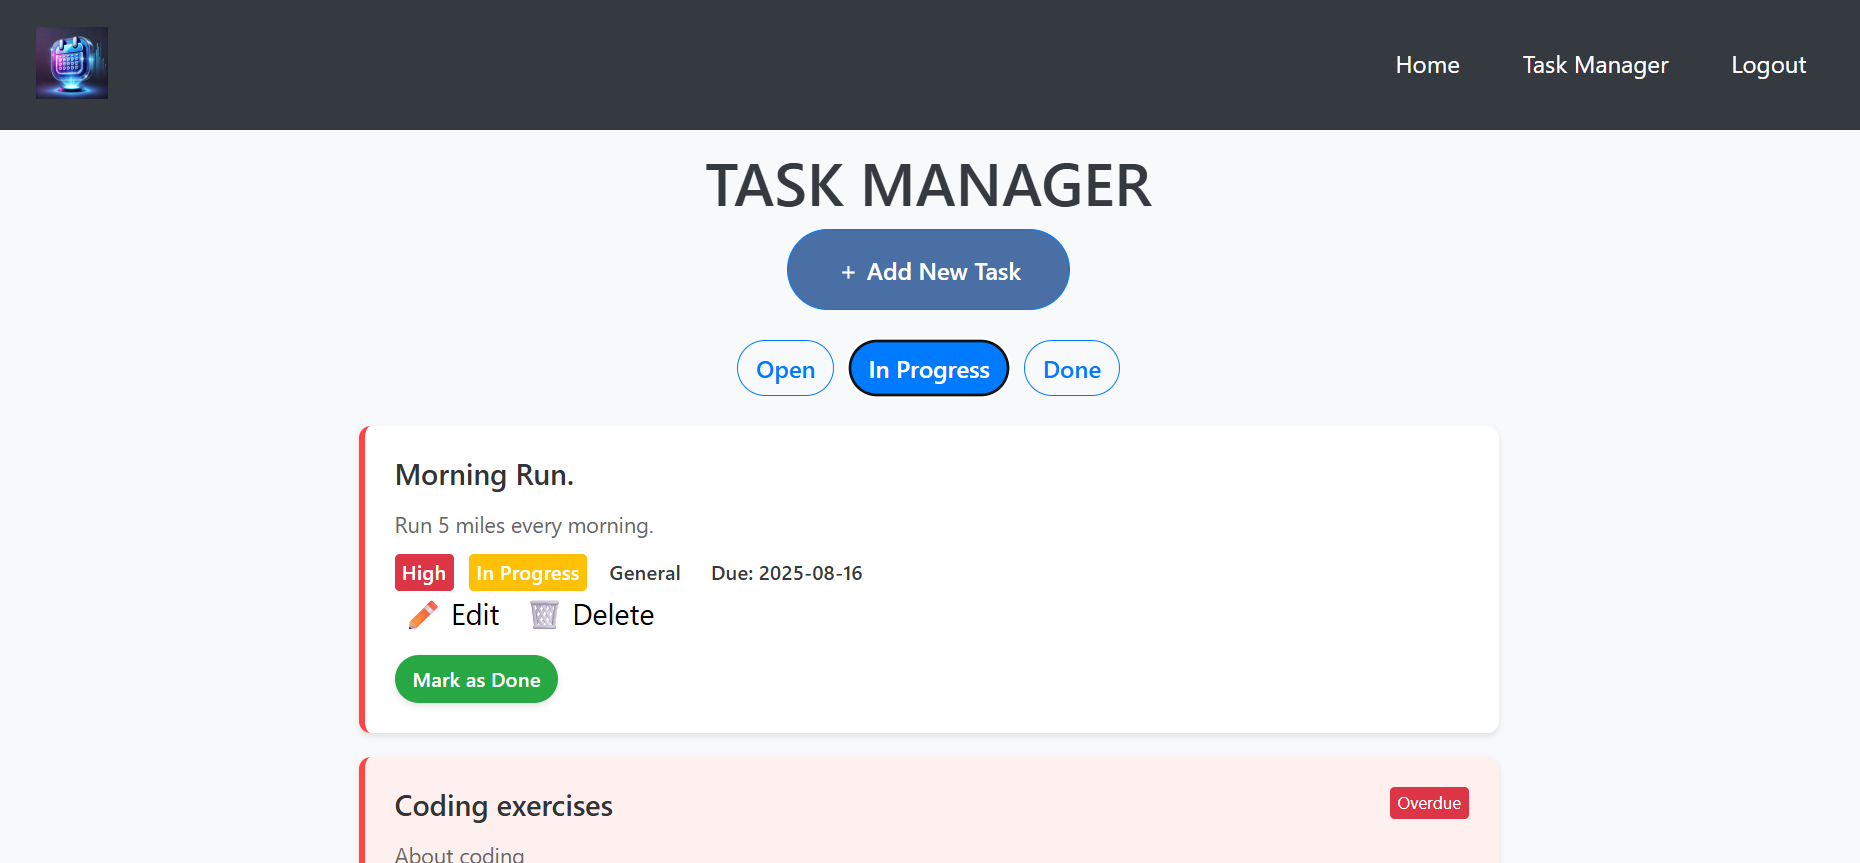 Home Task Manager Logout
TASK MANAGER
+ Add New Task
Open In Progress Done
Morning Run.
Run 5 miles every morning.
High In Progress General Due: 2025-08-16
Edit Delete
Mark as Done
Coding exercises Overdue
About coding